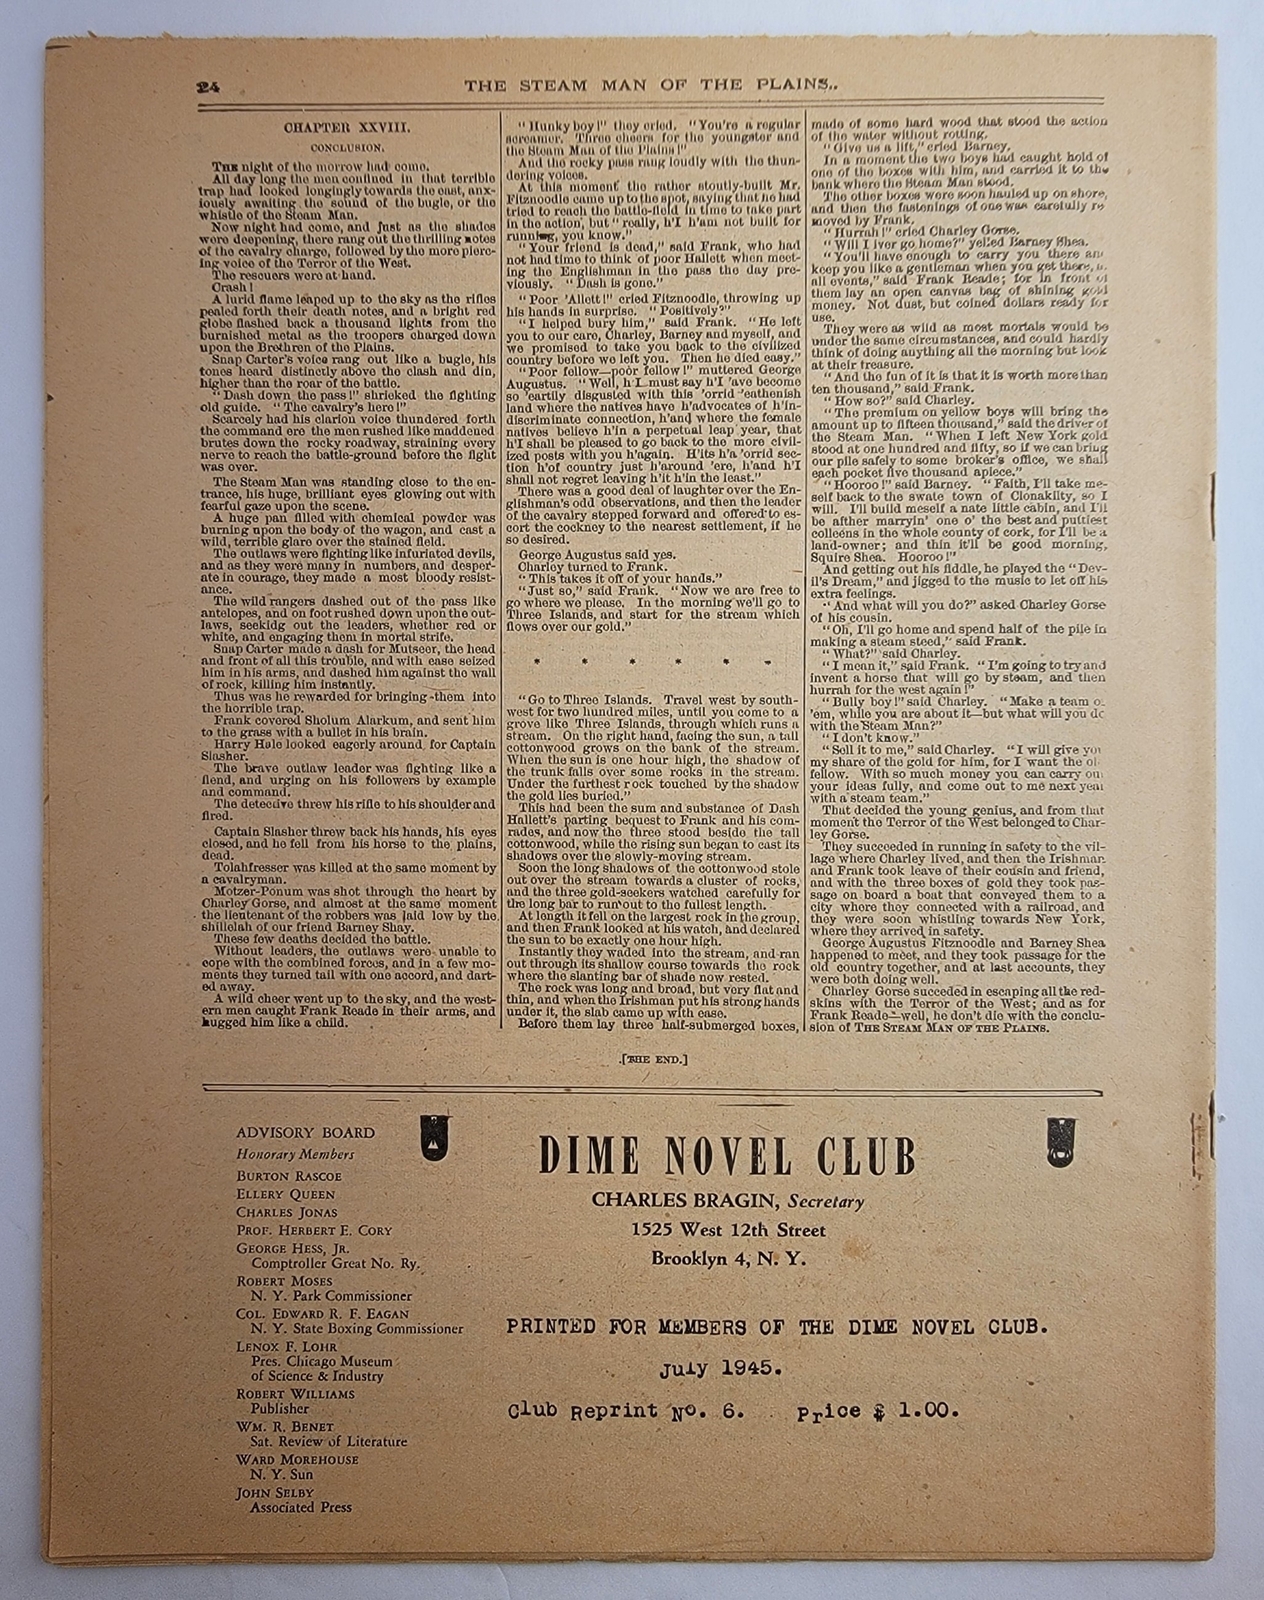 24
THE STEAM MAN OF THE PLAINS.
CHAPTER XXVIII.
CONCLUSION.
THE night of the morrow had come.
All day long the men confined in that terrible
trap had looked longingly towards the east, anx-
iously awaiting the sound of the bugle, or the
whistle of the Steam Man.
Now night had come, and just as the shades
were deepening, there rang out the thrilling notes
of the cavalry charge, followed by the more pierc-
ing voice of the Terror of the West.
The rescuers were at hand.
Crash!
A lurid flame leaped up to the sky as the rifles
pealed forth their death notes, and a bright red
globe flashed back a thousand lights from the
burnished metal as the troopers charged down
upon the Brethren of the Plains.
Snap Carter's voice rang out like a bugle, his
tones heard distinctly above the clash and din,
higher than the roar of the battle.
"Dash down the pass!" shrieked the fighting
old guide. "The cavalry's here!"
Scarcely had his clarion voice thundered forth
the command ere the men rushed like maddened
brutes down the rocky roadway, straining every
nerve to reach the battle-ground before the fight
was over.
The Steam Man was standing close to the en-
trance, his huge, brilliant eyes glowing out with
fearful gaze upon the scene.
A huge pan filled with chemical powder was
burning upon the body of the wagon, and cast a
wild, terrible glare over the stained field.
The outlaws were fighting like infuriated devils,
and as they were many in numbers, and desper-
ate in courage, they made a most bloody resist-
ance.
The wild rangers dashed out of the pass like
antelopes, and on foot rushed down upon the out-
laws, seekidg out the leaders, whether red or
white, and engaging them in mortal strife.
Snap Carter made a dash for Mutseer, the head
and front of all this trouble, and with ease seized
him in his arms, and dashed him against the wall
of rock, killing him instantly.
Thus was he rewarded for bringing them into
the horrible trap.
Frank covered Sholum Alarkum, and sent him
to the grass with a bullet in his brain.
Harry Hale looked eagerly around for Captain
Slasher.
The brave outlaw leader was fighting like a
fiend, and urging on his followers by example
and command.
The detective threw his rifle to his shoulder and
fired.
Captain Slasher threw back his hands, his eyes
closed, and he fell from his horse to the plains,
dead.
Tolahfresser was killed at the same moment by
a cavalryman.
Motzer-Ponum was shot through the heart by
Charley Gorse, and almost at the same moment
the lieutenant of the robbers was laid low by the
shillelah of our friend Barney Shay.
These few deaths decided the battle.
Without leaders, the outlaws were unable to
cope with the combined forces, and in a few mo-
ments they turned tail with one accord, and dart-
ed away.
A wild cheer went up to the sky, and the west-
ern men caught Frank Reade in their arms, and
hugged him like a child.
"Hunky boy!" they cried. "You're a regular
screamer. Three cheers for the youngster and
the Steam Man of the Plains!"
And the rocky pass rang loudly with the thun-
dering voices.
At this moment the rather stoutly-built Mr.
Fitznoodle came up to the spot, saying that he had
tried to reach the battle-field in time to take part
in the action, but "really, h'I h'am not built for
running, you know."
"Your friend is dead," said Frank, who had
not had time to think of poor Hallett when meet-
ing the Englishman in the pass the day pre-
viously. "Dash is gone."
"Poor 'Allett!" cried Fitznoodle, throwing up
his hands in surprise. "Positively?"
"I helped bury him," said Frank. "He left
you to our care, Charley, Barney and myself, and
we promised to take you back to the civilized
country before we left you. Then he died easy."
"Poor fellow—poor fellow!" muttered George
Augustus. "Well, h'I must say h'I 'ave become
so 'eartily disgusted with this 'orrid 'eathenish
land where the natives have h'advocates of h'in-
discriminate connection, h'and where the female
natives believe h'in a perpetual leap year, that
h'I shall be pleased to go back to the more civil-
ized posts with you h'again. H'its h'a 'orrid sec-
tion h'of country just h'around 'ere, h'and h'I
shall not regret leaving h'it h'in the least."
There was a good deal of laughter over the En-
glishman's odd observations, and then the leader
of the cavalry stepped forward and offered to es-
cort the cockney to the nearest settlement, if he
so desired.
George Augustus said yes.
Charley turned to Frank.
"This takes it off of your hands."
"Just so," said Frank. "Now we are free to
go where we please. In the morning we'll go to
Three Islands, and start for the stream which
flows over our gold."
* * * * * *
"Go to Three Islands. Travel west by south-
west for two hundred miles, until you come to a
grove like Three Islands, through which runs a
stream. On the right hand, facing the sun, a tall
cottonwood grows on the bank of the stream.
When the sun is one hour high, the shadow of
the trunk falls over some rocks in the stream.
Under the furthest rock touched by the shadow
the gold lies buried."
This had been the sum and substance of Dash
Hallett's parting bequest to Frank and his com-
rades, and now the three stood beside the tall
cottonwood, while the rising sun began to cast its
shadows over the slowly-moving stream.
Soon the long shadows of the cottonwood stole
out over the stream towards a cluster of rocks,
and the three gold-seekers watched carefully for
the long bar to run out to the fullest length.
At length it fell on the largest rock in the group,
and then Frank looked at his watch, and declared
the sun to be exactly one hour high.
Instantly they waded into the stream, and ran
out through its shallow course towards the rock
where the slanting bar of shade now rested.
The rock was long and broad, but very flat and
thin, and when the Irishman put his strong hands
under it, the slab came up with ease.
Before them lay three half-submerged boxes,
made of some hard wood that stood the action
of the water without rotting.
"Give us a lift," cried Barney.
In a moment the two boys had caught hold of
one of the boxes with him, and carried it to the
bank where the Steam Man stood.
The other boxes were soon hauled up on shore,
and then the fastenings of one was carefully re
moved by Frank.
"Hurrah!" cried Charley Gorse.
"Will I iver go home?" yelled Barney Shea.
"You'll have enough to carry you there and
keep you like a gentleman when you get there,
all events," said Frank Reade; for in front of
them lay an open canvas bag of shining gold
money. Not dust, but coined dollars ready for
use.
They were as wild as most mortals would be
under the same circumstances, and could hardly
think of doing anything all the morning but look
at their treasure.
"And the fun of it is that it is worth more than
ten thousand," said Frank.
"How so?" said Charley.
"The premium on yellow boys will bring the
amount up to fifteen thousand," said the driver of
the Steam Man. "When I left New York gold
stood at one hundred and fifty, so if we can bring
our pile safely to some broker's office, we shall
each pocket five thousand apiece."
"Hooroo!" said Barney. "Faith, I'll take me-
self back to the swate town of Clonakilty, so I
will. I'll build meself a nate little cabin, and I'll
be afther marryin' one o' the best and puttiest
colleens in the whole county of cork, for I'll be a
land-owner; and thin it'll be good morning,
Squire Shea. Hooroo!"
And getting out his fiddle, he played the "Dev-
il's Dream," and jigged to the music to let off his
extra feelings.
"And what will you do?" asked Charley Gorse
of his cousin.
"Oh, I'll go home and spend half of the pile in
making a steam steed," said Frank.
"What?" said Charley.
"I mean it," said Frank. "I'm going to try and
invent a horse that will go by steam, and then
hurrah for the west again!"
"Bully boy!" said Charley. "Make a team o
'em, while you are about it—but what will you do
with the Steam Man?"
"I don't know."
"Sell it to me," said Charley. "I will give you
my share of the gold for him, for I want the ol
fellow. With so much money you can carry on
your ideas fully, and come out to me next year
with a steam team."
That decided the young genius, and from that
moment the Terror of the West belonged to Char-
ley Gorse.
They succeeded in running in safety to the vil-
lage where Charley lived, and then the Irishman
and Frank took leave of their cousin and friend,
and with the three boxes of gold they took pas-
sage on board a boat that conveyed them to a
city where they connected with a railroad, and
they were soon whistling towards New York,
where they arrived in safety.
George Augustus Fitznoodle and Barney Shea
happened to meet, and they took passage for the
old country together, and at last accounts, they
were both doing well.
Charley Gorse succeded in escaping all the red-
skins with the Terror of the West; and as for
Frank Reade—well, he don't die with the conclu-
sion of THE STEAM MAN OF THE PLAINS.
[THE END.]
ADVISORY BOARD
Honorary Members
BURTON RASCOE
ELLERY QUEEN
CHARLES JONAS
PROF. HERBERT E. CORY
GEORGE HESS, JR.
Comptroller Great No. Ry.
ROBERT MOSES
N. Y. Park Commissioner
COL. EDWARD R. F. EAGAN
N. Y. State Boxing Commissioner
LENOX F. LOHR
Pres. Chicago Museum
of Science & Industry
ROBERT WILLIAMS
Publisher
WM. R. BENET
Sat. Review of Literature
WARD MOREHOUSE
N. Y. Sun
JOHN SELBY
Associated Press
DIME NOVEL CLUB
CHARLES BRAGIN, Secretary
1525 West 12th Street
Brooklyn 4, N. Y.
PRINTED FOR MEMBERS OF THE DIME NOVEL CLUB.
July 1945.
Club Reprint No. 6. Price $ 1.00.